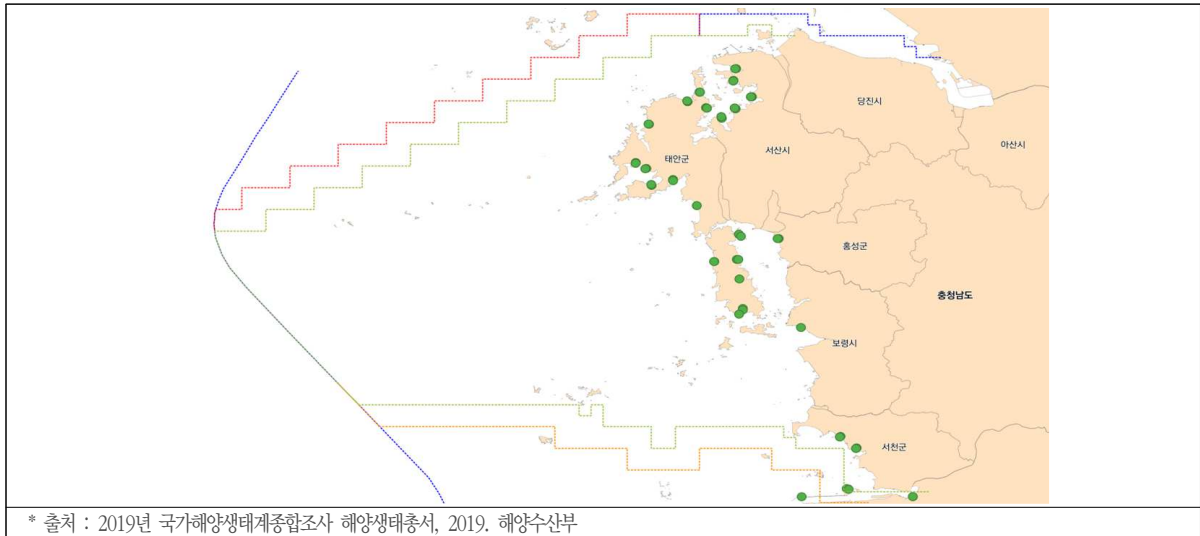 당진시
아산시
서산시
태안군
홍성군
충청남도
보령시
서천군
* 출처 : 2019년 국가해양생태계종합조사 해양생태총서, 2019. 해양수산부